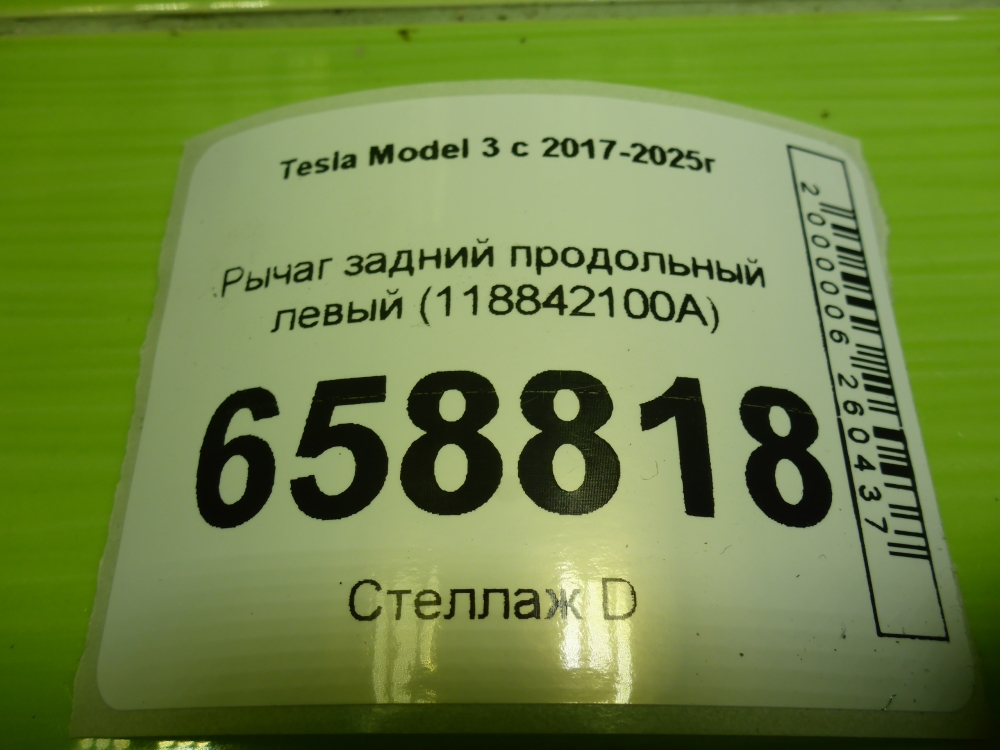 Tesla Model 3 с 2017-2025г
Рычаг задний продольный
левый (118842100A)
658818
Стеллаж D
2000006260437